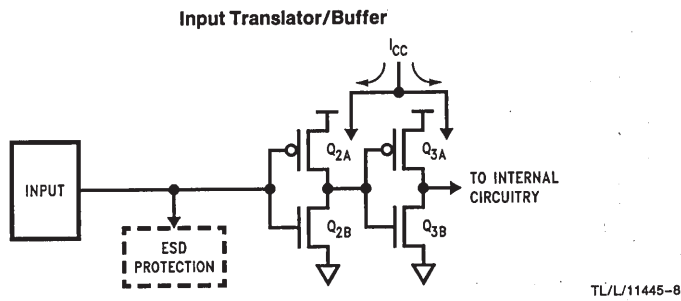 Input Translator/Buffer
ICC
Q2A
Q3A
INPUT
TO INTERNAL
CIRCUITRY
Q2B
Q3B
ESD
PROTECTION
TL/L/11445-8